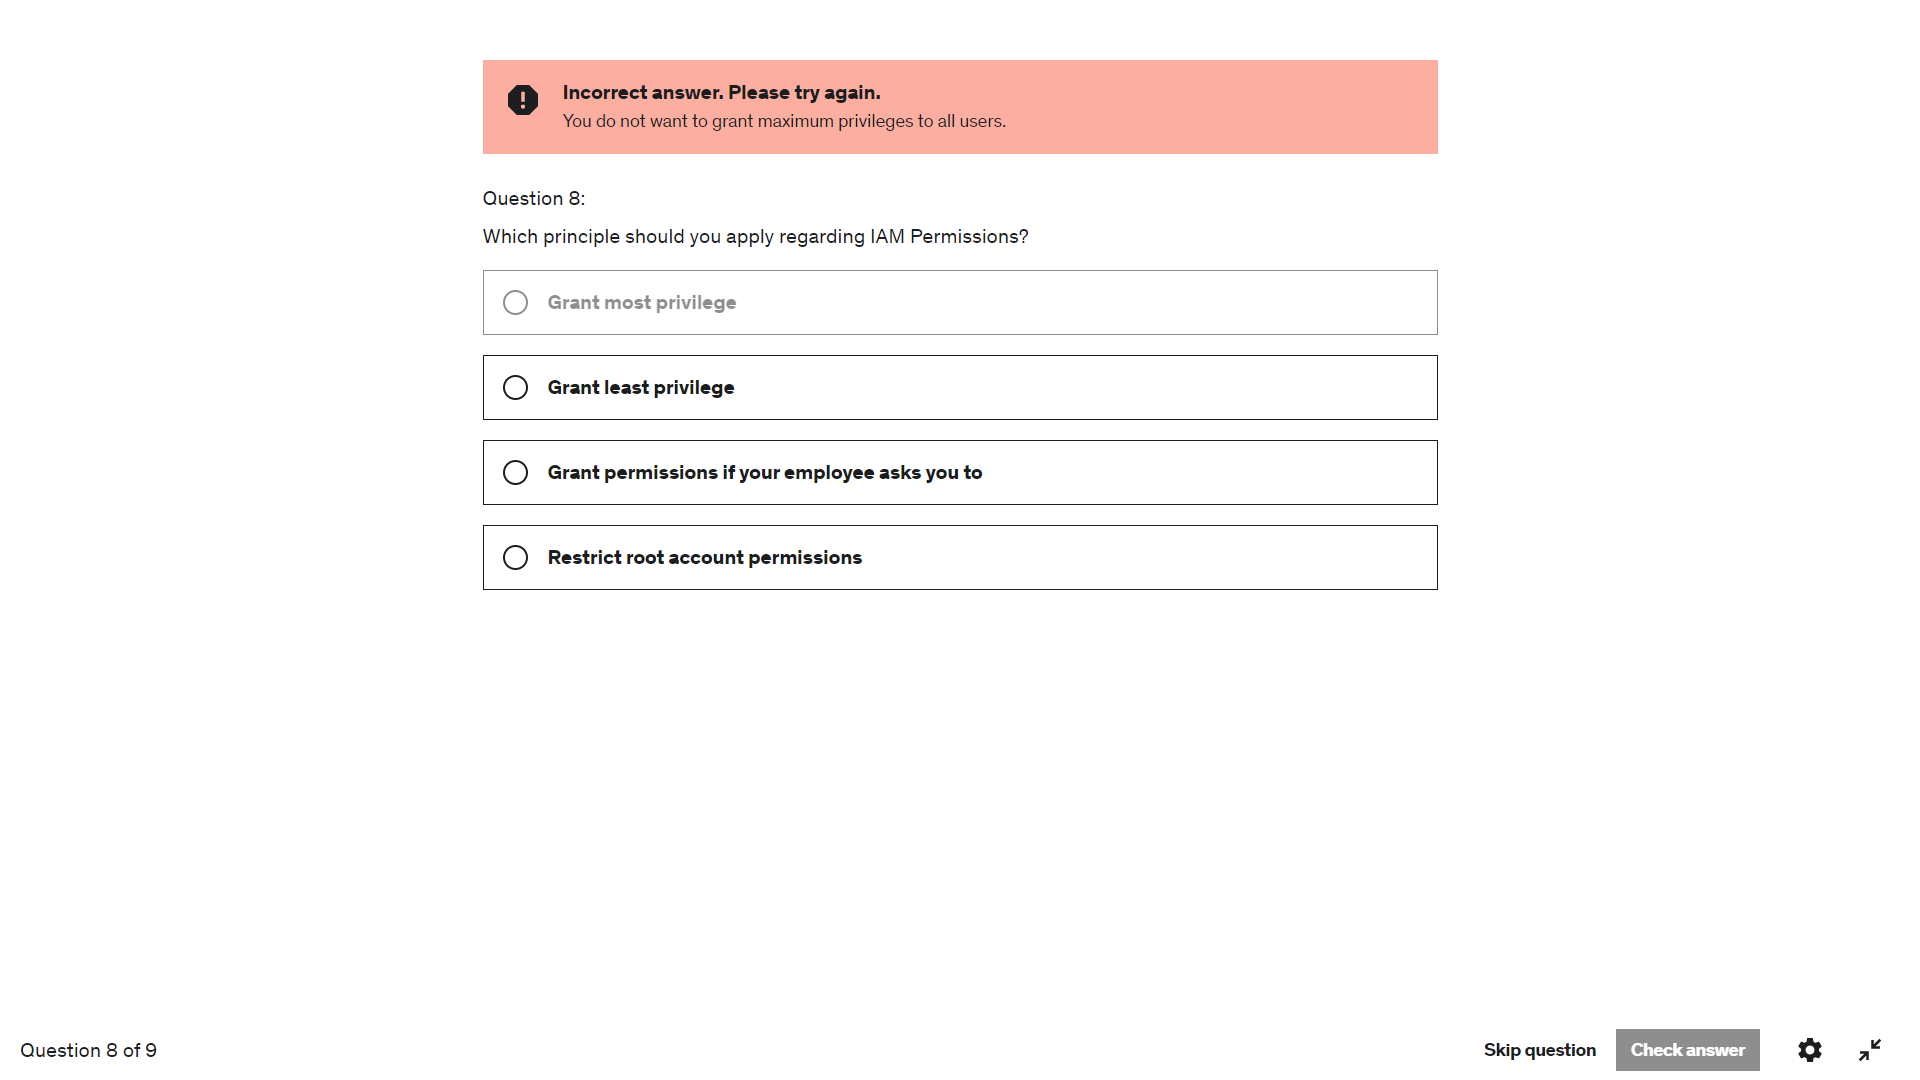 Incorrect answer. Please try again.
You do not want to grant maximum privileges to all users.
Question 8:
Which principle should you apply regarding IAM Permissions?
Grant most privilege
Grant least privilege
Grant permissions if your employee asks you to
Restrict root account permissions
Question 8 of 9
Skip question
Check answer